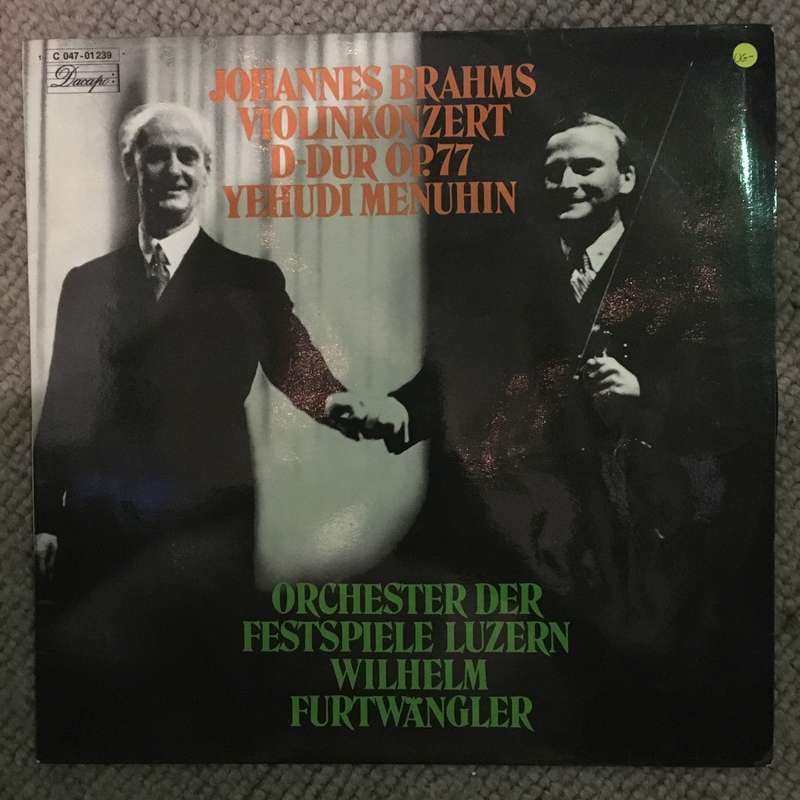 C 047-01 239
Dacapo
JOHANNES BRAHMS
VIOLINKONZERT
D-DUR OP.77
YEHUDI MENUHIN
ORCHESTER DER
FESTSPIELE LUZERN
WILHELM
FURTWÄNGLER